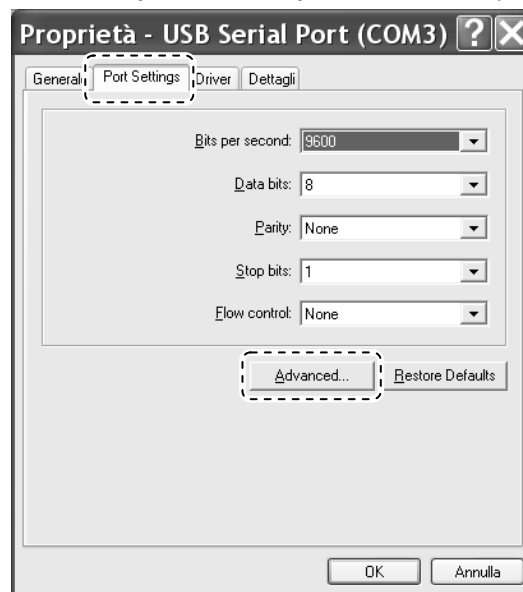 Proprietà - USB Serial Port (COM3) ? X
Generale Port Settings Driver Dettagli
Bits per second: 9600
Data bits: 8
Parity: None
Stop bits: 1
Flow control: None
Advanced... Restore Defaults
OK Annulla